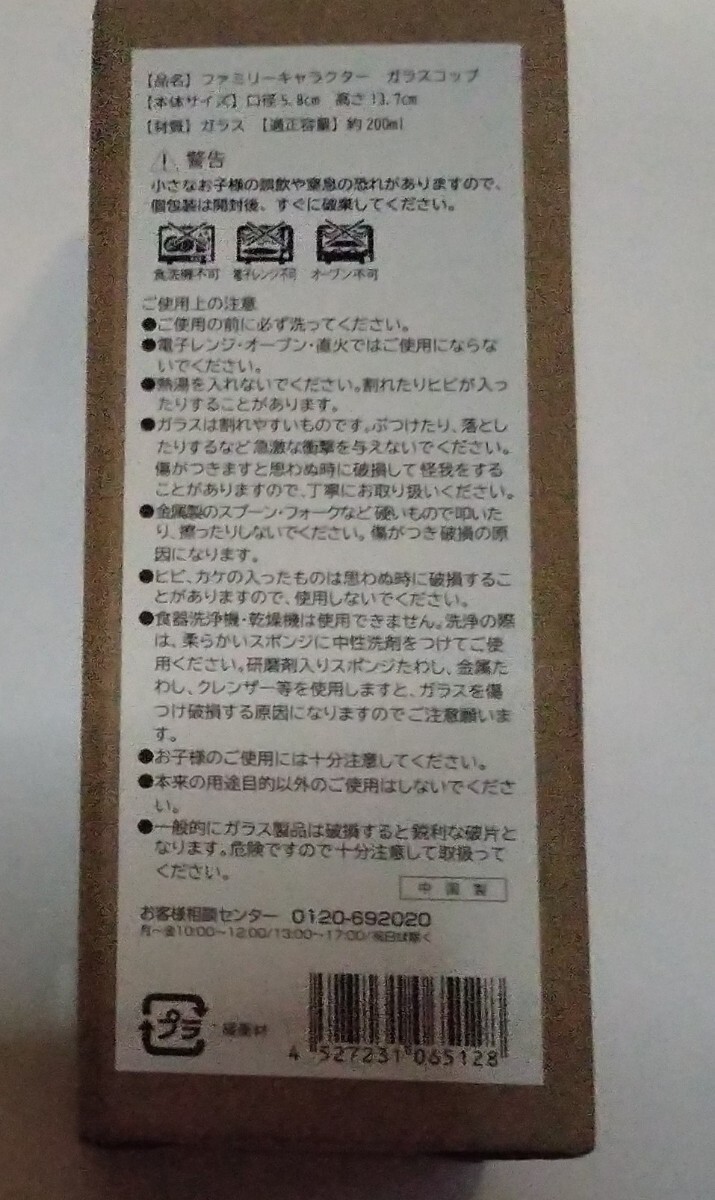 【品名】ファミリーキャラクター　ガラスコップ
【本体サイズ】口径5.8cm　高さ13.7cm
【材質】ガラス　【適正容量】約200ml
警告
小さなお子様の誤飲や窒息の恐れがありますので、
個包装は開封後、すぐに破棄してください。
食洗機不可　電子レンジ不可　オーブン不可
ご使用上の注意
●ご使用の前に必ず洗ってください。
●電子レンジ・オーブン・直火ではご使用にならな
いでください。
●熱湯を入れないでください。割れたりヒビが入っ
たりすることがあります。
●ガラスは割れやすいものです。ぶつけたり、落とし
たりするなど急激な衝撃を与えないでください。
傷がつきますと思わぬ時に破損して怪我をする
ことがありますので、丁寧にお取り扱いください。
●金属製のスプーン・フォークなど硬いもので叩いた
り、擦ったりしないでください。傷がつき破損の原
因になります。
●ヒビ、カケの入ったものは思わぬ時に破損するこ
とがありますので、使用しないでください。
●食器洗浄機・乾燥機は使用できません。洗浄の際
は、柔らかいスポンジに中性洗剤をつけてご使
用ください。研磨剤入りスポンジたわし、金属た
わし、クレンザー等を使用しますと、ガラスを傷
つけ破損する原因になりますのでご注意願いま
す。
●お子様のご使用には十分注意してください。
●本来の用途目的以外のご使用はしないでくださ
い。
●一般的にガラス製品は破損すると鋭利な破片と
なります。危険ですので十分注意して取扱って
ください。
中国製
お客様相談センター　0120-692020
月～金10:00～12:00/13:00～17:00/祝日は除く
プラ　緩衝材
4 527231 065128